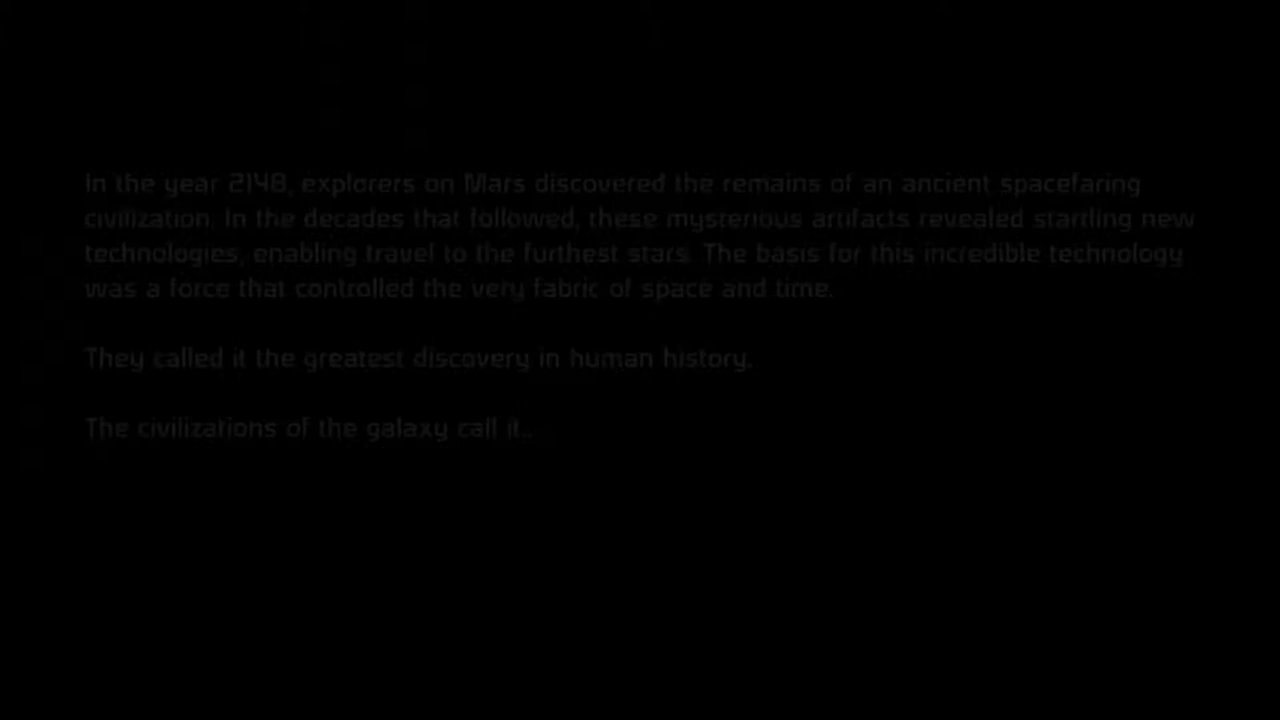 In the year 2148, explorers on Mars discovered the remains of an ancient spacefaring
civilization. In the decades that followed, these mysterious artifacts revealed startling new
technologies, enabling travel to the furthest stars. The basis for this incredible technology
was a force that controlled the very fabric of space and time.
They called it the greatest discovery in human history.
The civilizations of the galaxy call it...